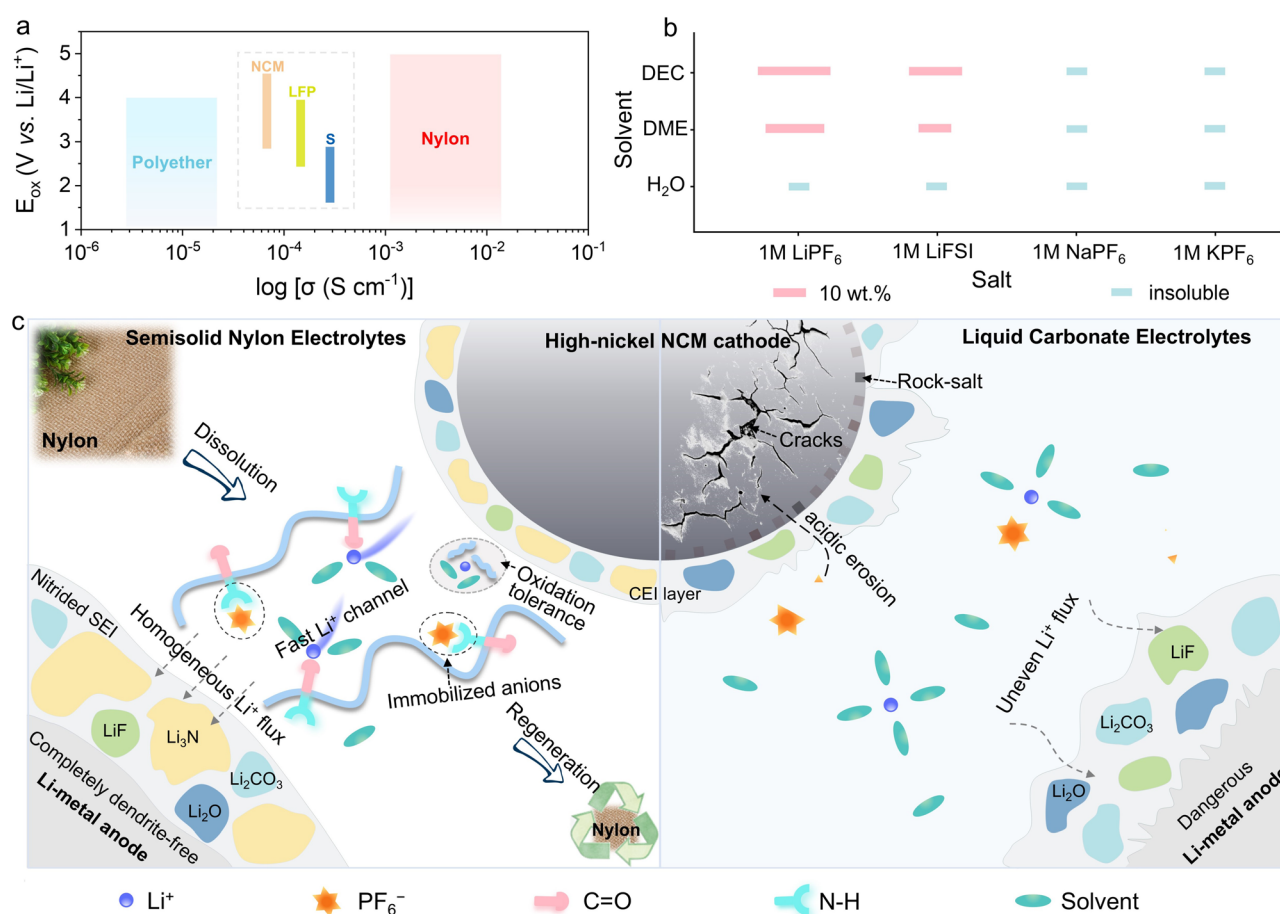 a
E_ox (V vs. Li/Li⁺)
5
4
3
2
1
NCM
LFP
S
Polyether
Nylon
10⁻⁶
10⁻⁵
10⁻⁴
10⁻³
10⁻²
10⁻¹
log [σ (S cm⁻¹)]
b
Solvent
DEC
DME
H₂O
1M LiPF₆
1M LiFSI
1M NaPF₆
1M KPF₆
Salt
10 wt.%
insoluble
c
Semisolid Nylon Electrolytes
High-nickel NCM cathode
Liquid Carbonate Electrolytes
Nylon
Dissolution
Rock-salt
Cracks
acidic erosion
CEI layer
Oxidation
tolerance
Fast Li⁺ channel
Immobilized anions
Nitrided SEI
Homogeneous Li⁺ flux
LiF
Li₃N
Li₂CO₃
Li₂O
Completely dendrite-free
Li-metal anode
Regeneration
Nylon
Uneven Li⁺ flux
LiF
Li₂CO₃
Li₂O
Dangerous
Li-metal anode
Li⁺
PF₆⁻
C=O
N-H
Solvent